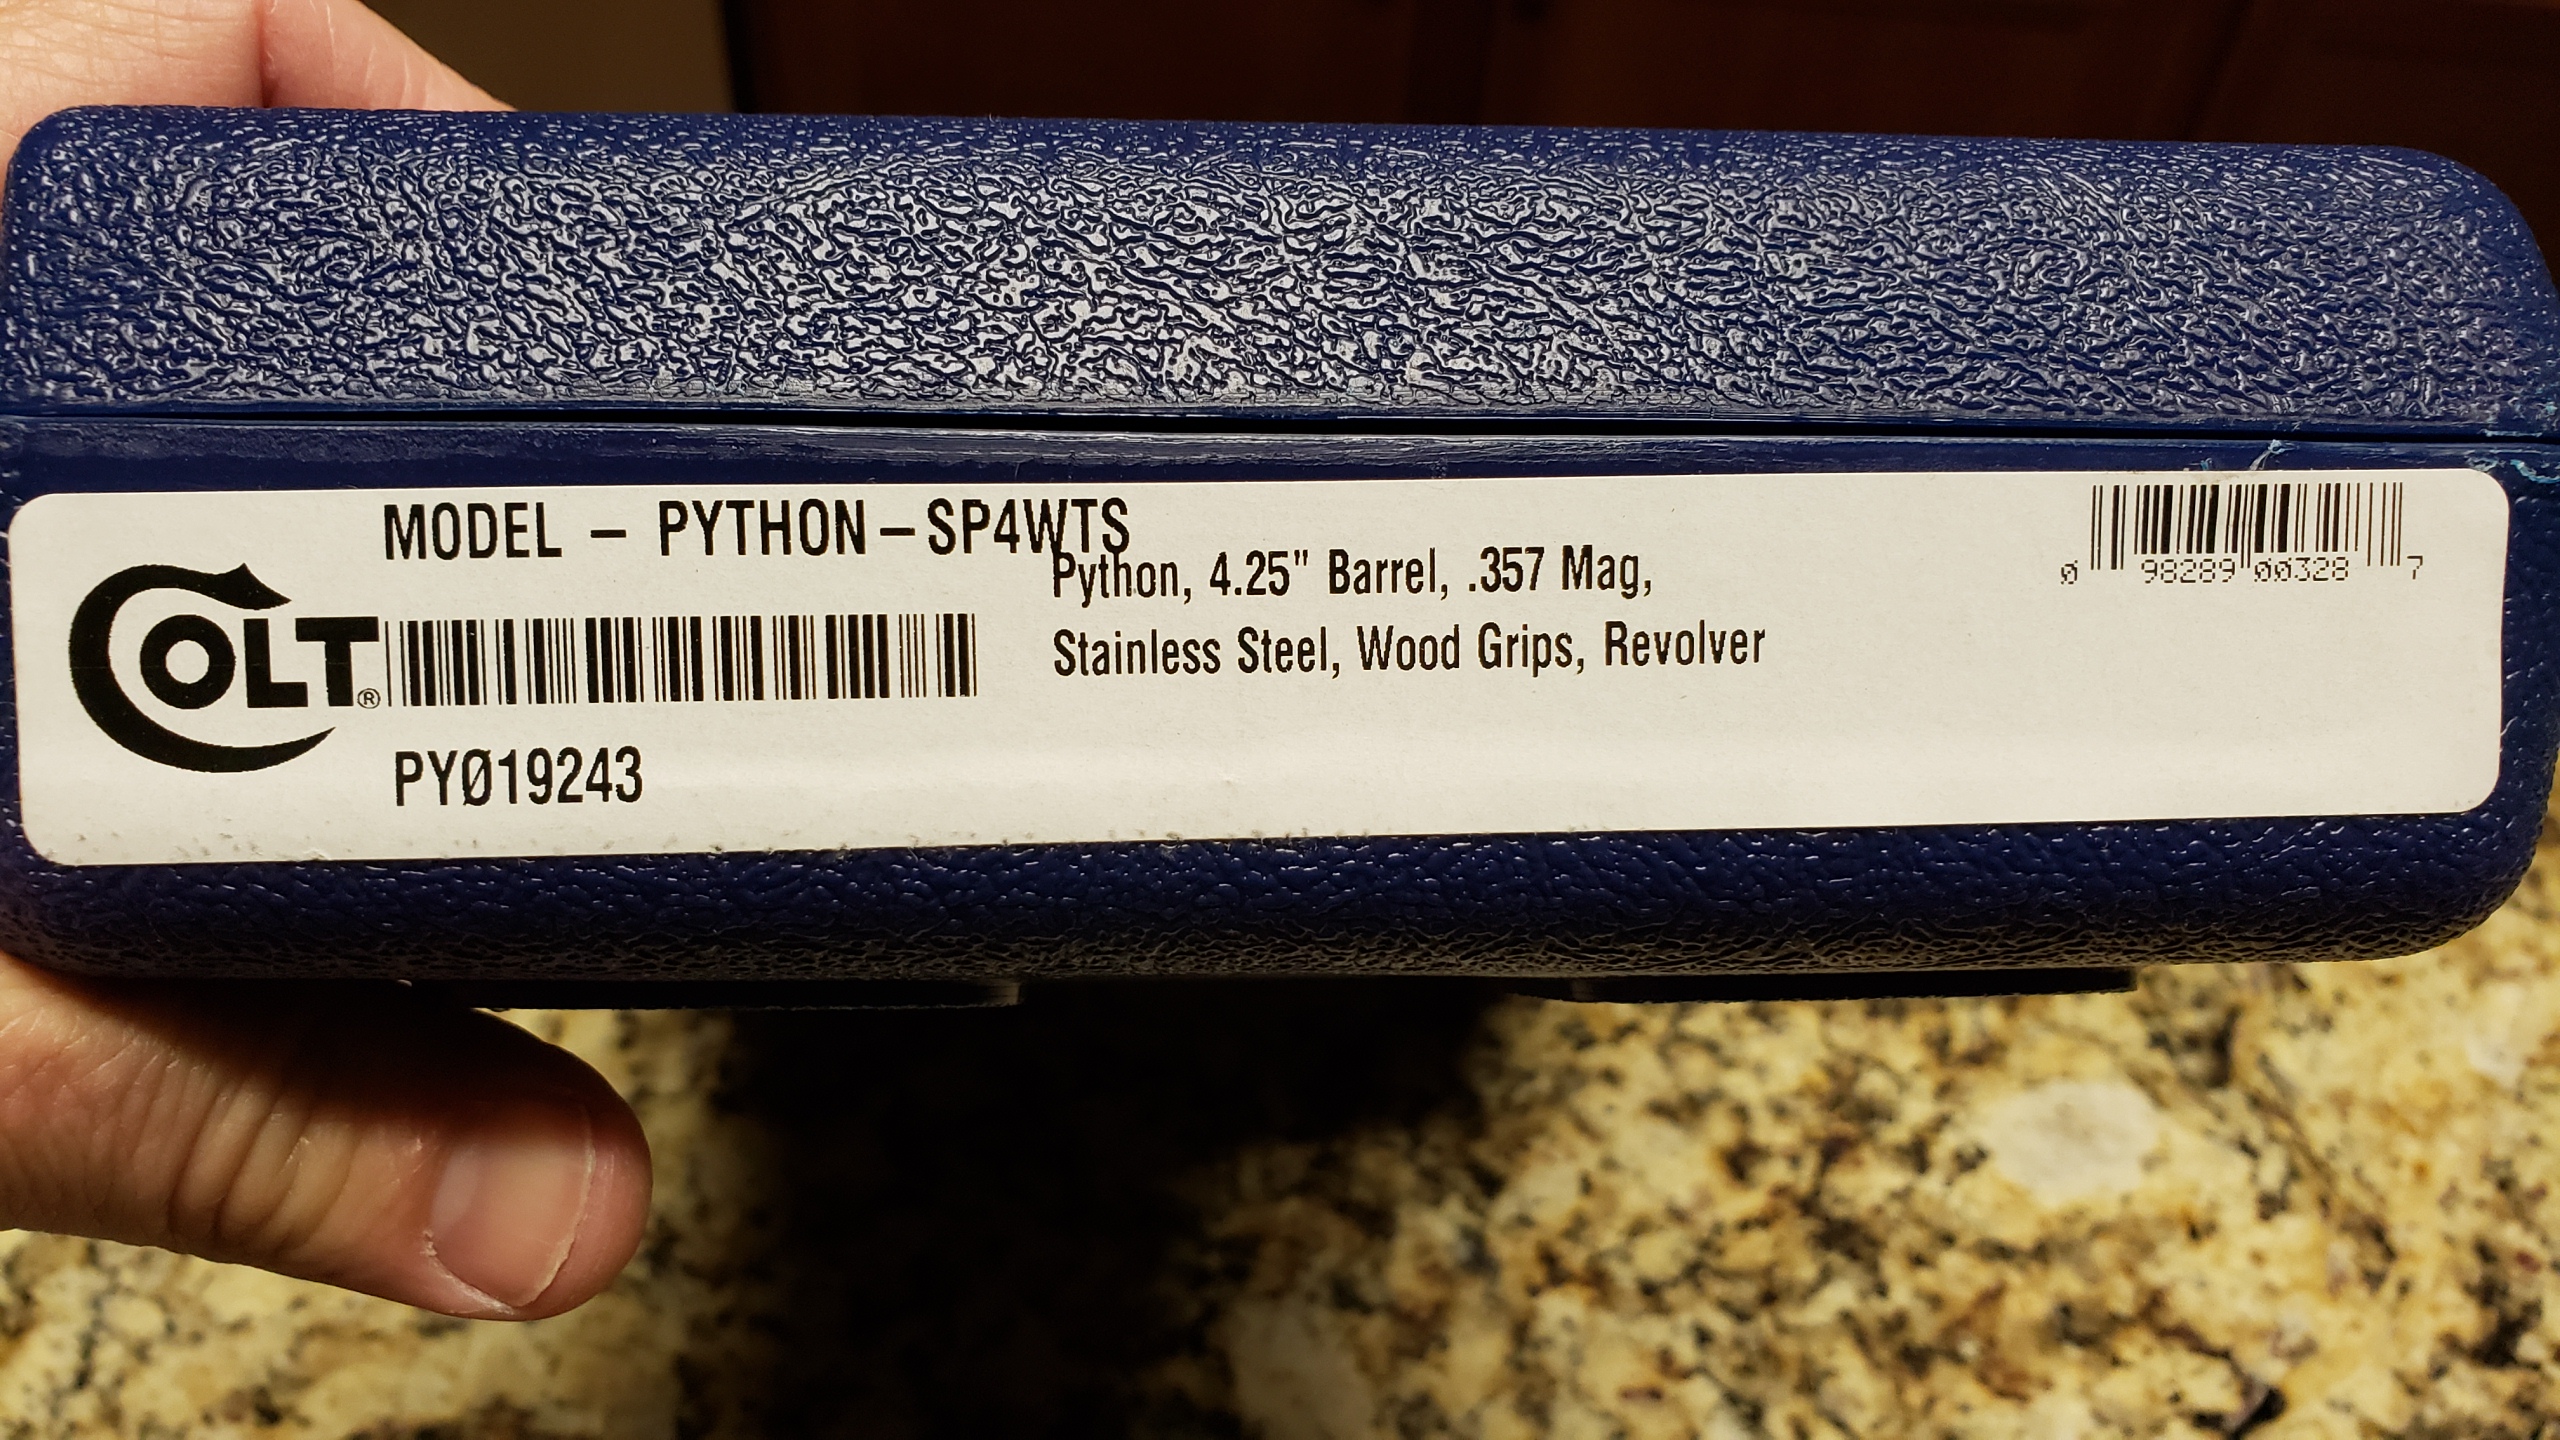 MODEL - PYTHON-SP4WTS
Python, 4.25" Barrel, .357 Mag,
Stainless Steel, Wood Grips, Revolver
COLT®
PY019243
0 98289 00328 7